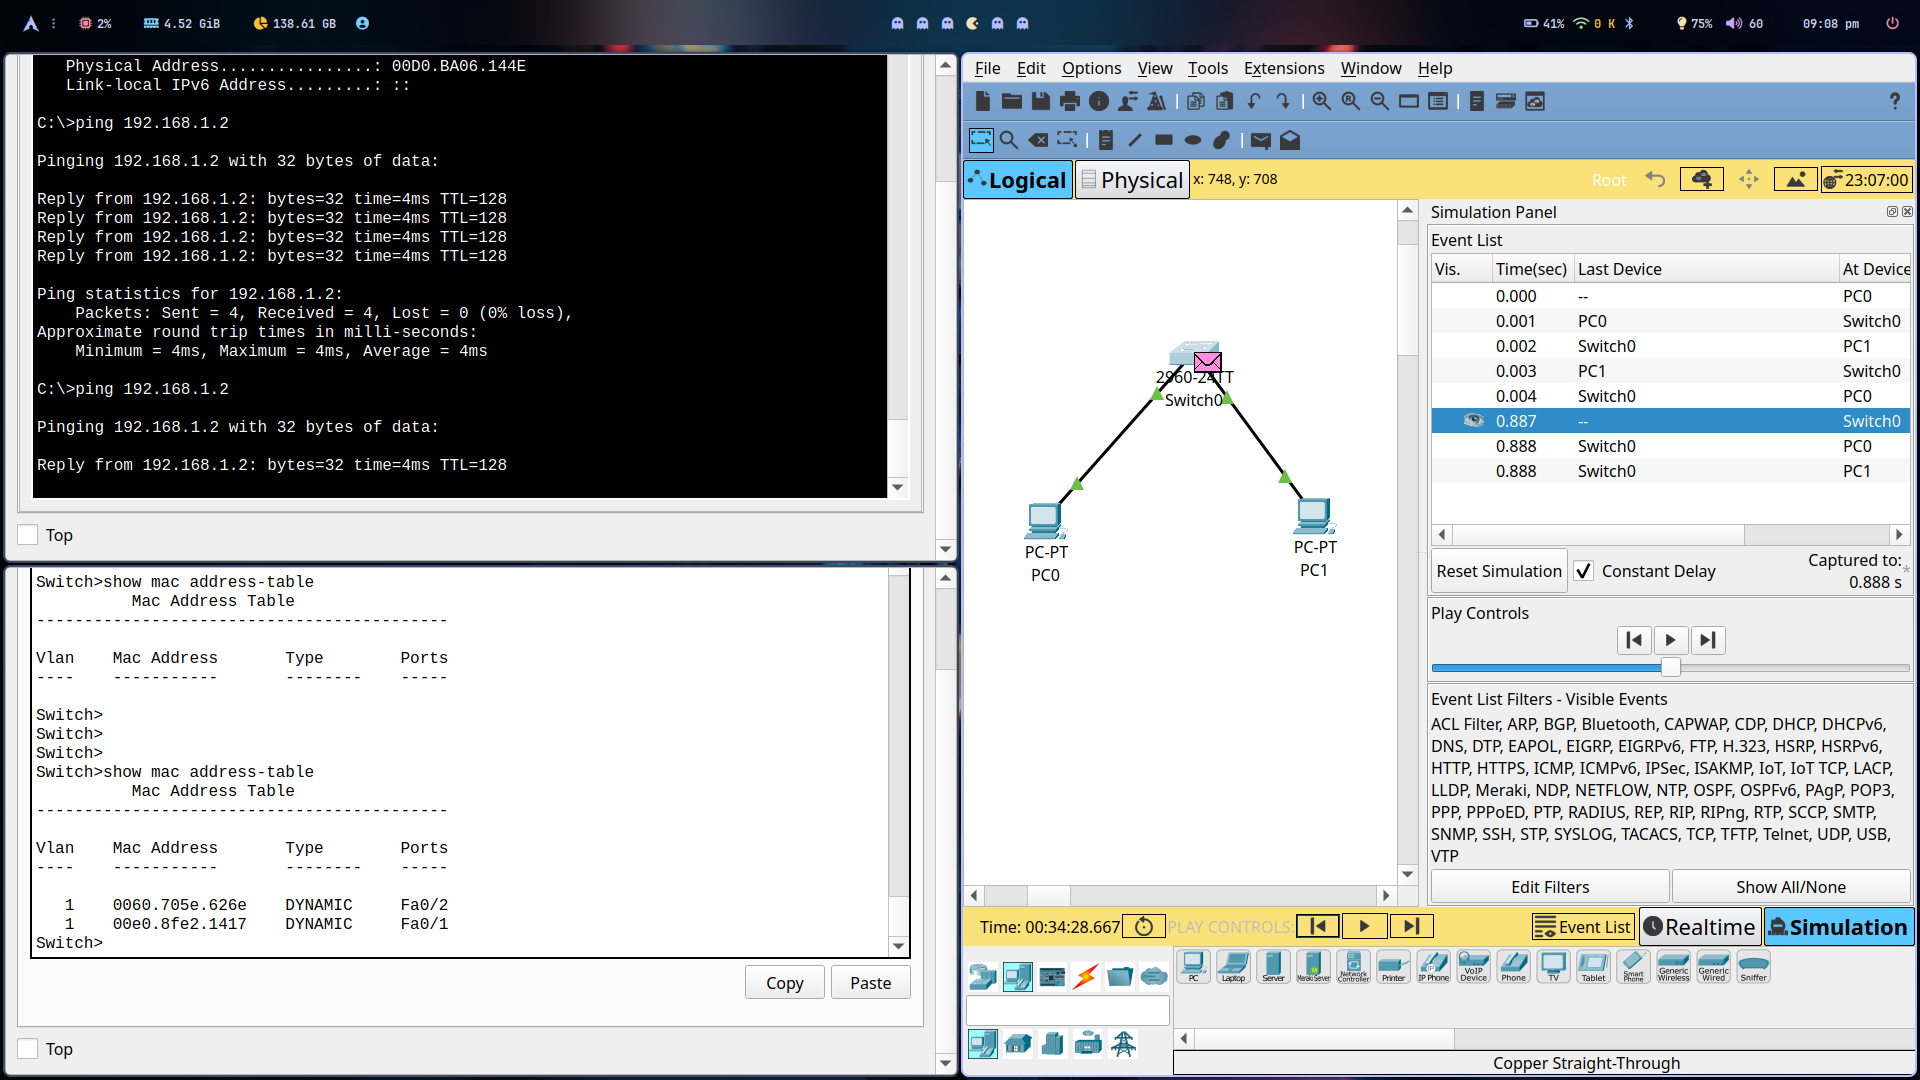 2% 4.52 GiB 138.61 GB 41% 0 K 75% 60 09:08 pm
Physical Address................: 00D0.BA06.144E
Link-local IPv6 Address.........: ::
C:\>ping 192.168.1.2
Pinging 192.168.1.2 with 32 bytes of data:
Reply from 192.168.1.2: bytes=32 time=4ms TTL=128
Reply from 192.168.1.2: bytes=32 time=4ms TTL=128
Reply from 192.168.1.2: bytes=32 time=4ms TTL=128
Reply from 192.168.1.2: bytes=32 time=4ms TTL=128
Ping statistics for 192.168.1.2:
Packets: Sent = 4, Received = 4, Lost = 0 (0% loss),
Approximate round trip times in milli-seconds:
Minimum = 4ms, Maximum = 4ms, Average = 4ms
C:\>ping 192.168.1.2
Pinging 192.168.1.2 with 32 bytes of data:
Reply from 192.168.1.2: bytes=32 time=4ms TTL=128
Top
Switch>show mac address-table
Mac Address Table
-------------------------------------------
Vlan Mac Address Type Ports
---- ----------- -------- -----
Switch>
Switch>
Switch>
Switch>show mac address-table
Mac Address Table
-------------------------------------------
Vlan Mac Address Type Ports
---- ----------- -------- -----
1 0060.705e.626e DYNAMIC Fa0/2
1 00e0.8fe2.1417 DYNAMIC Fa0/1
Switch>
Copy Paste
Top
File Edit Options View Tools Extensions Window Help
Logical Physical x: 748, y: 708 Root 23:07:00
2960-24TT
Switch0
PC-PT
PC0
PC-PT
PC1
Simulation Panel
Event List
Vis. Time(sec) Last Device At Device
0.000 -- PC0
0.001 PC0 Switch0
0.002 Switch0 PC1
0.003 PC1 Switch0
0.004 Switch0 PC0
0.887 -- Switch0
0.888 Switch0 PC0
0.888 Switch0 PC1
Reset Simulation Constant Delay Captured to: *
0.888 s
Play Controls
Event List Filters - Visible Events
ACL Filter, ARP, BGP, Bluetooth, CAPWAP, CDP, DHCP, DHCPv6,
DNS, DTP, EAPOL, EIGRP, EIGRPv6, FTP, H.323, HSRP, HSRPv6,
HTTP, HTTPS, ICMP, ICMPv6, IPSec, ISAKMP, IoT, IoT TCP, LACP,
LLDP, Meraki, NDP, NETFLOW, NTP, OSPF, OSPFv6, PAgP, POP3,
PPP, PPPoED, PTP, RADIUS, REP, RIP, RIPng, RTP, SCCP, SMTP,
SNMP, SSH, STP, SYSLOG, TACACS, TCP, TFTP, Telnet, UDP, USB,
VTP
Edit Filters Show All/None
Time: 00:34:28.667 PLAY CONTROLS: Event List Realtime Simulation
PC Laptop Server Meraki Server Network Controller Printer IP Phone VoIP Device Phone TV Tablet Smart Phone Generic Wireless Generic Wired Sniffer
Copper Straight-Through